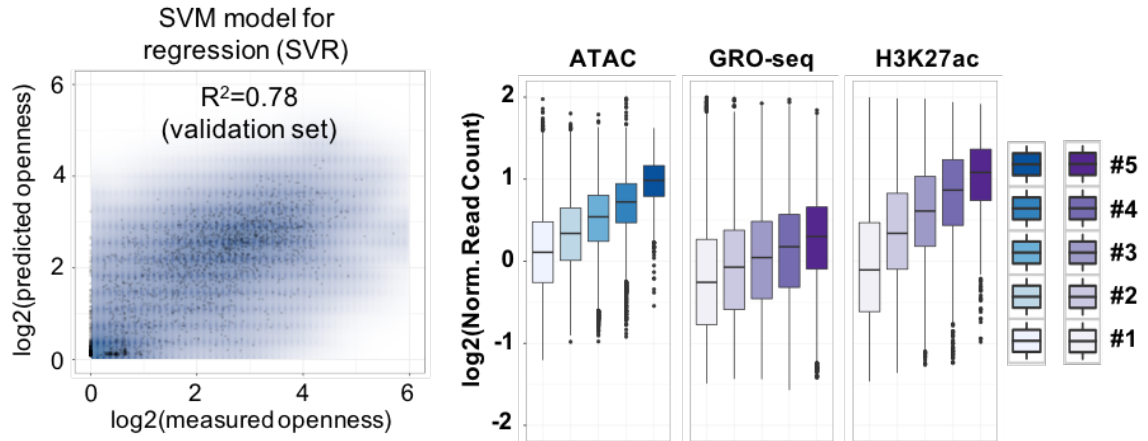 SVM model for
regression (SVR)
R²=0.78
(validation set)
log2(predicted openness)
6
4
2
0
0 2 4 6
log2(measured openness)
ATAC GRO-seq H3K27ac
log2(Norm. Read Count)
2
1
0
-1
-2
#5
#4
#3
#2
#1